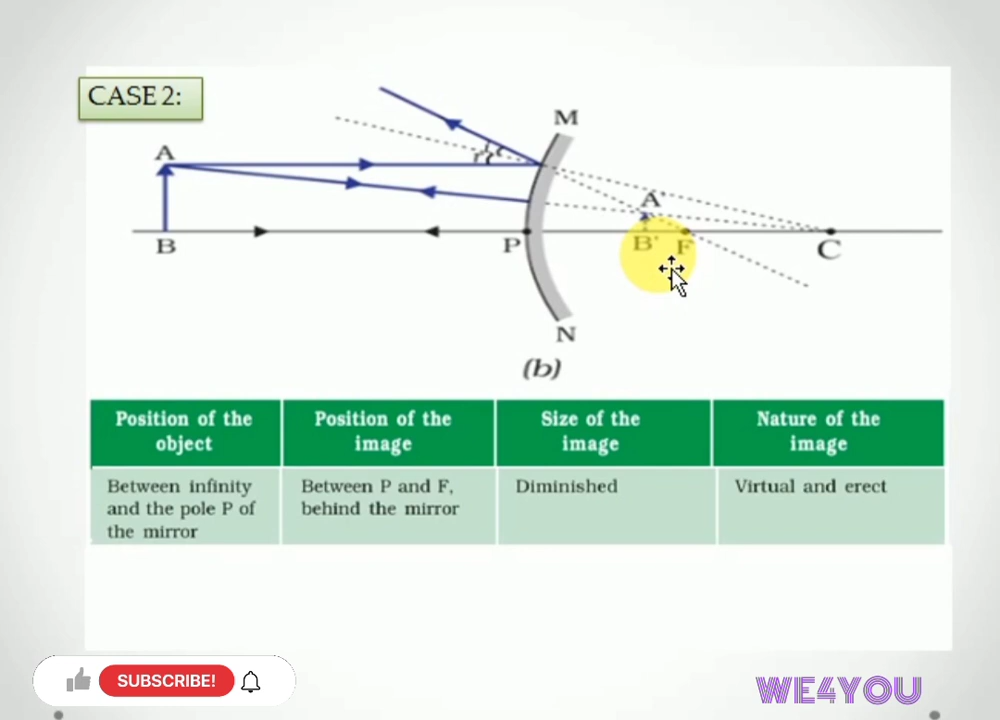 CASE 2:
M
A
r
i
A'
B
P
B'
F
C
N
(b)
Position of the object
Position of the image
Size of the image
Nature of the image
Between infinity
and the pole P of
the mirror
Between P and F,
behind the mirror
Diminished
Virtual and erect
SUBSCRIBE!
WE4YOU